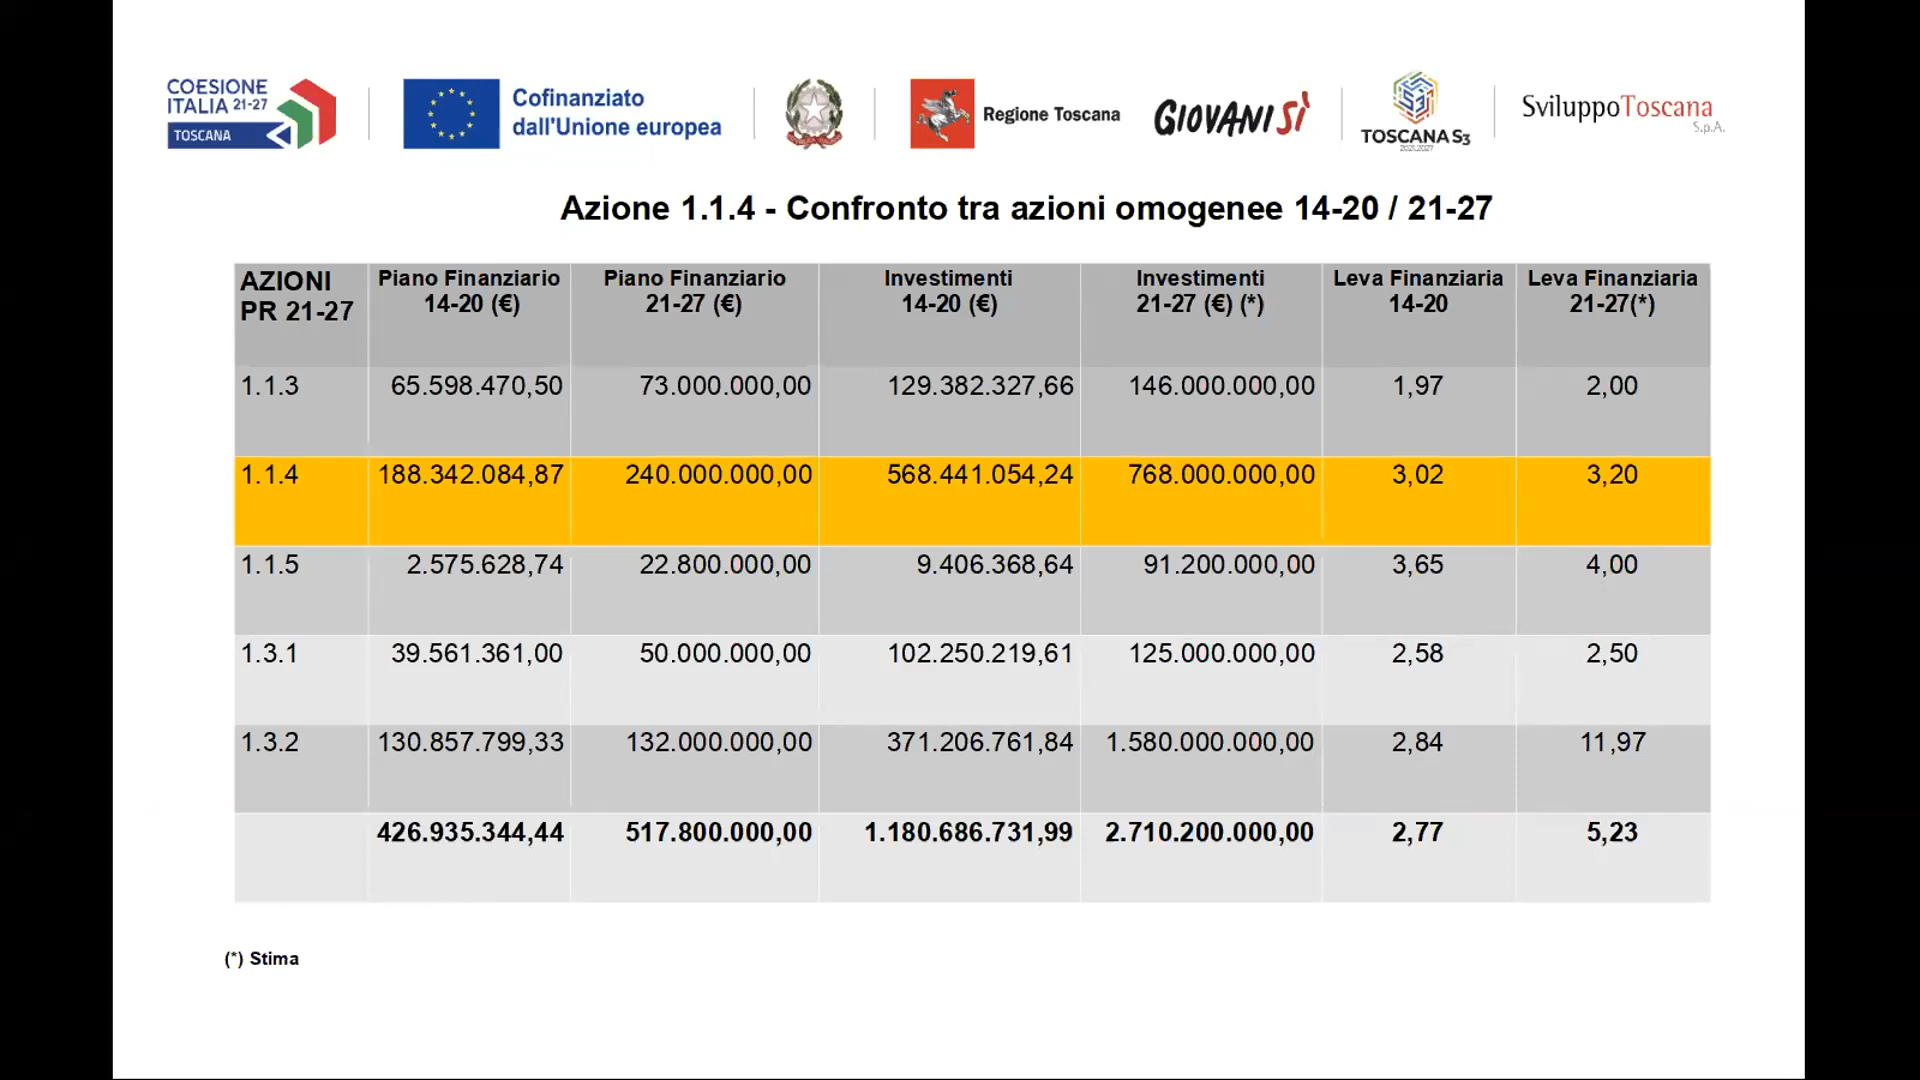 COESIONE
ITALIA 21-27
TOSCANA
Cofinanziato
dall'Unione europea
Regione Toscana
GIOVANISÌ
TOSCANA S3
2021.2027
SviluppoToscana
S.p.A.
Azione 1.1.4 - Confronto tra azioni omogenee 14-20 / 21-27
AZIONI PR 21-27 | Piano Finanziario 14-20 (€) | Piano Finanziario 21-27 (€) | Investimenti 14-20 (€) | Investimenti 21-27 (€) (*) | Leva Finanziaria 14-20 | Leva Finanziaria 21-27(*)
1.1.3 65.598.470,50 73.000.000,00 129.382.327,66 146.000.000,00 1,97 2,00
1.1.4 188.342.084,87 240.000.000,00 568.441.054,24 768.000.000,00 3,02 3,20
1.1.5 2.575.628,74 22.800.000,00 9.406.368,64 91.200.000,00 3,65 4,00
1.3.1 39.561.361,00 50.000.000,00 102.250.219,61 125.000.000,00 2,58 2,50
1.3.2 130.857.799,33 132.000.000,00 371.206.761,84 1.580.000.000,00 2,84 11,97
426.935.344,44 517.800.000,00 1.180.686.731,99 2.710.200.000,00 2,77 5,23
(*) Stima